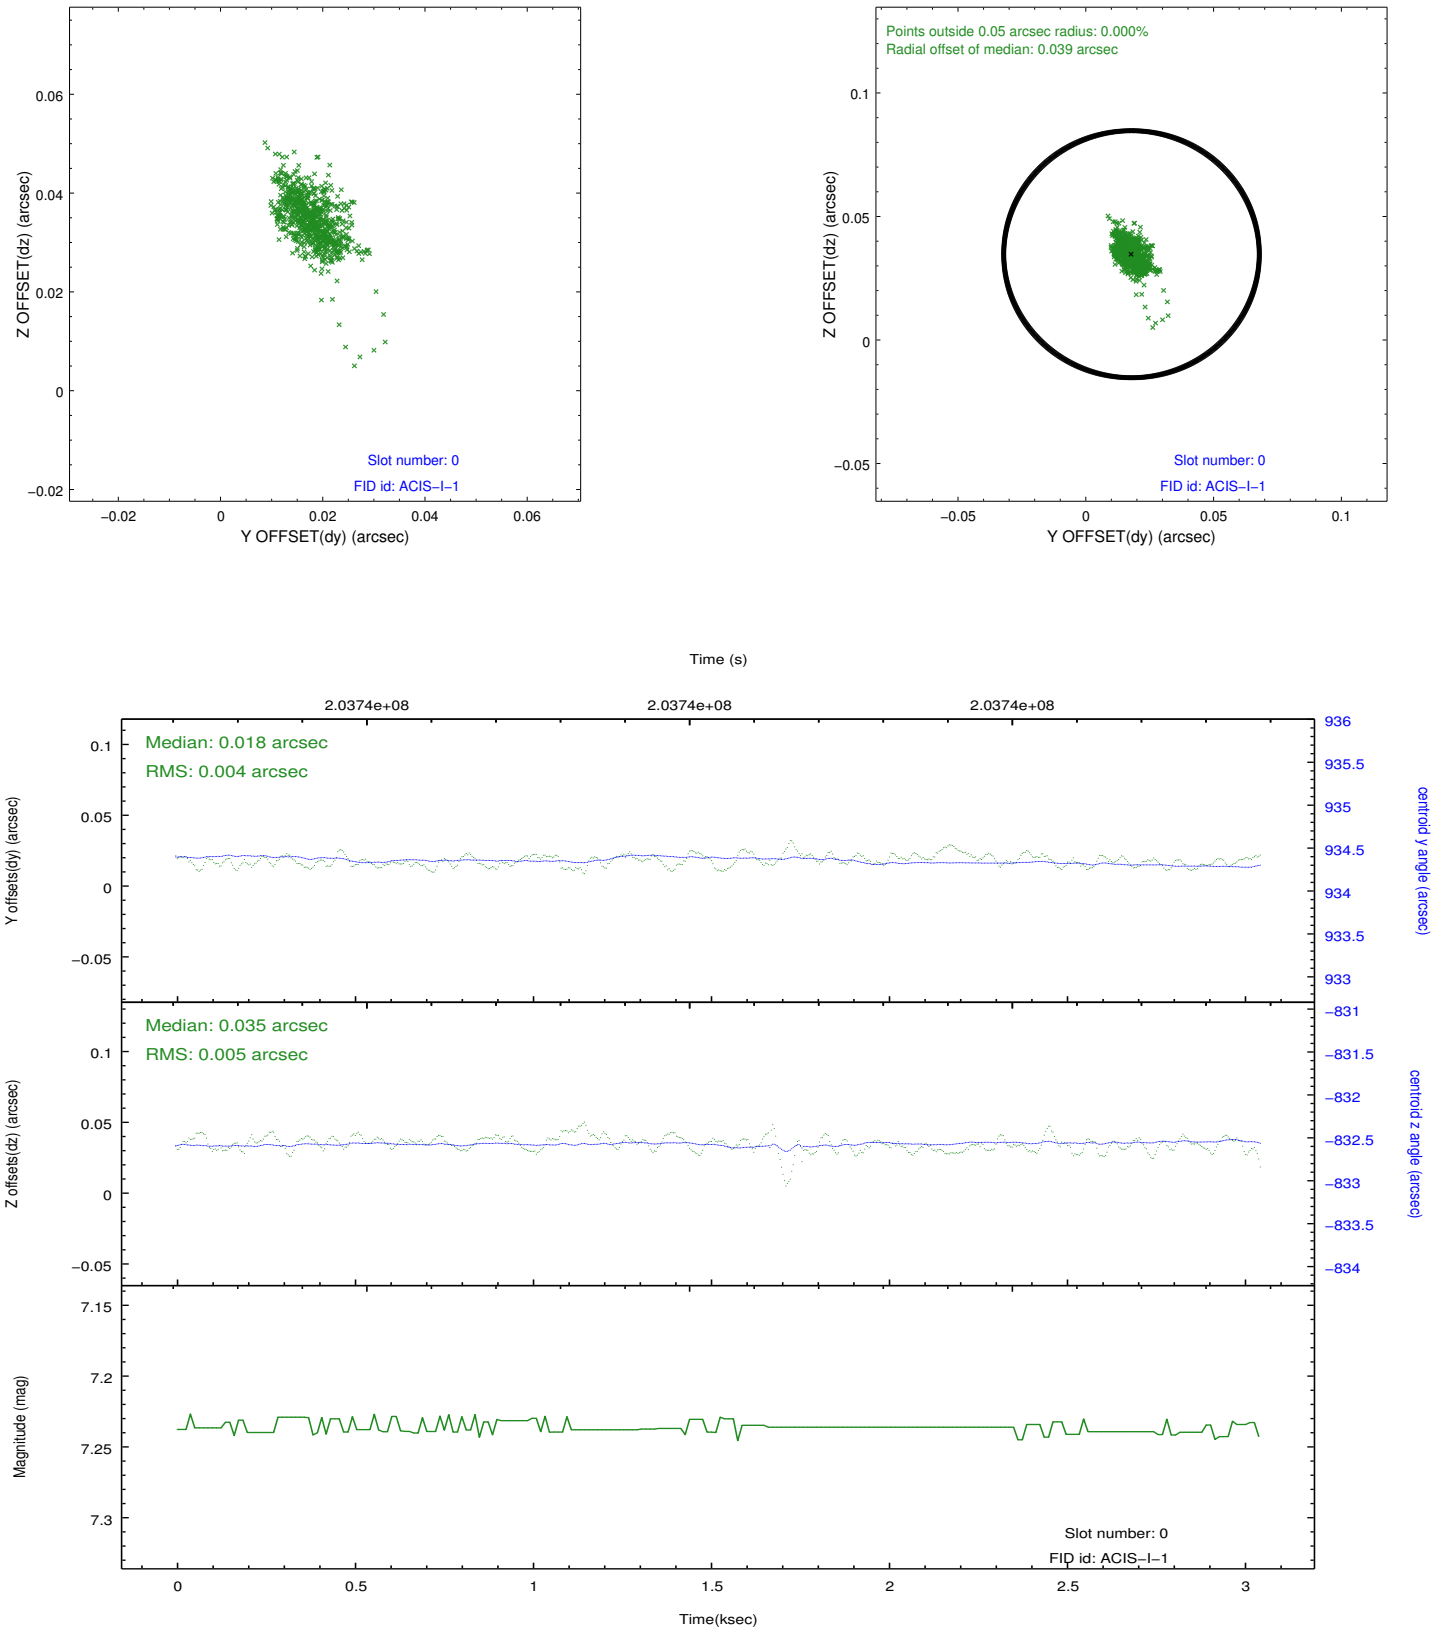 0.06
0.04
0.02
0
−0.02
Z OFFSET(dz) (arcsec)
Slot number: 0
FID id: ACIS−I−1
−0.02 0 0.02 0.04 0.06
Y OFFSET(dy) (arcsec)
Points outside 0.05 arcsec radius: 0.000%
Radial offset of median: 0.039 arcsec
0.1
0.05
0
−0.05
Z OFFSET(dz) (arcsec)
Slot number: 0
FID id: ACIS−I−1
−0.05 0 0.05 0.1
Y OFFSET(dy) (arcsec)
Time (s)
2.0374e+08 2.0374e+08 2.0374e+08
Median: 0.018 arcsec
RMS: 0.004 arcsec
0.1
0.05
0
−0.05
Y offsets(dy) (arcsec)
936
935.5
935
934.5
934
933.5
933
centroid y angle (arcsec)
Median: 0.035 arcsec
RMS: 0.005 arcsec
0.1
0.05
0
−0.05
Z offsets(dz) (arcsec)
−831
−831.5
−832
−832.5
−833
−833.5
−834
centroid z angle (arcsec)
7.15
7.2
7.25
7.3
Magnitude (mag)
Slot number: 0
FID id: ACIS−I−1
0 0.5 1 1.5 2 2.5 3
Time(ksec)